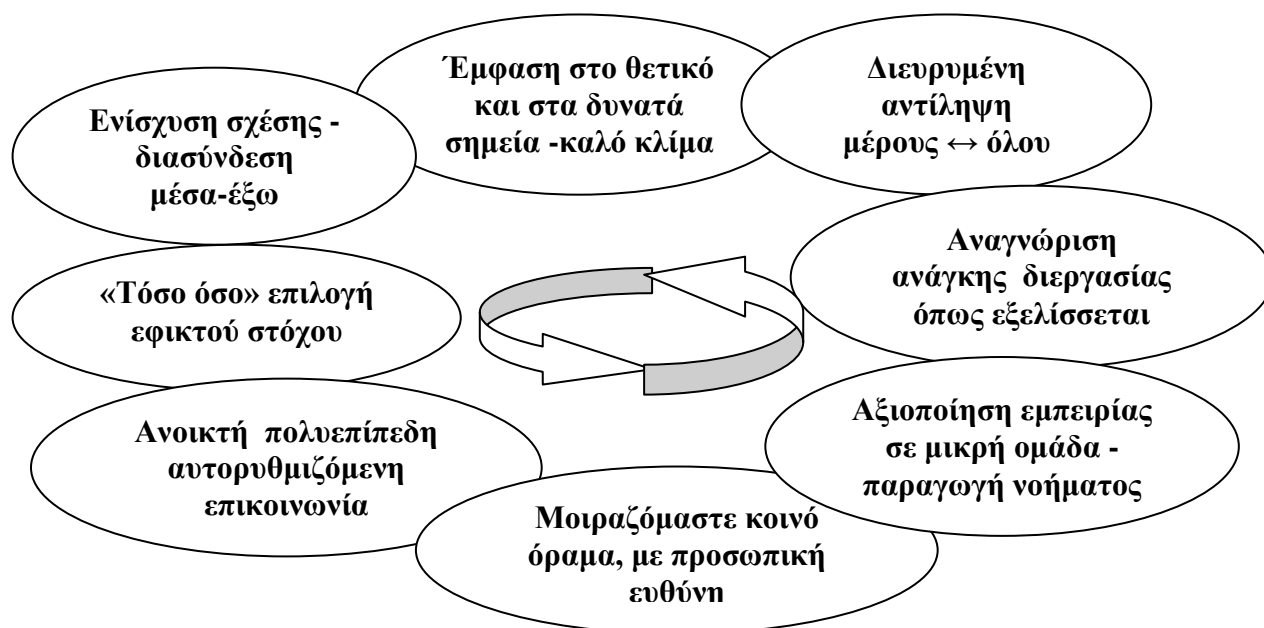 Έμφαση στο θετικό
και στα δυνατά
σημεία -καλό κλίμα
Διευρυμένη
αντίληψη
μέρους ↔ όλου
Αναγνώριση
ανάγκης διεργασίας
όπως εξελίσσεται
Αξιοποίηση εμπειρίας
σε μικρή ομάδα -
παραγωγή νοήματος
Μοιραζόμαστε κοινό
όραμα, με προσωπική
ευθύνη
Ανοικτή πολυεπίπεδη
αυτορυθμιζόμενη
επικοινωνία
«Τόσο όσο» επιλογή
εφικτού στόχου
Ενίσχυση σχέσης -
διασύνδεση
μέσα-έξω